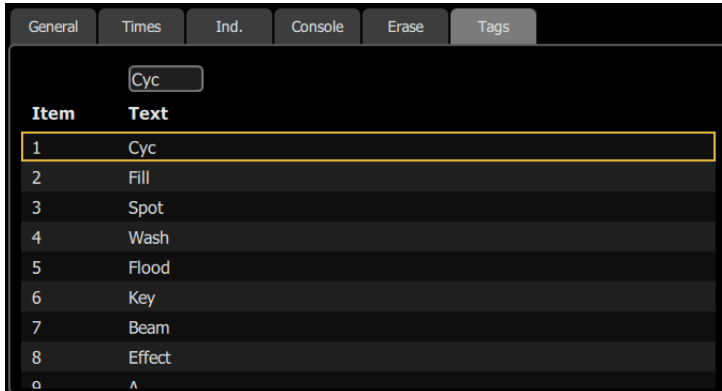 General Times Ind. Console Erase Tags
Cyc
Item Text
1 Cyc
2 Fill
3 Spot
4 Wash
5 Flood
6 Key
7 Beam
8 Effect
9 A